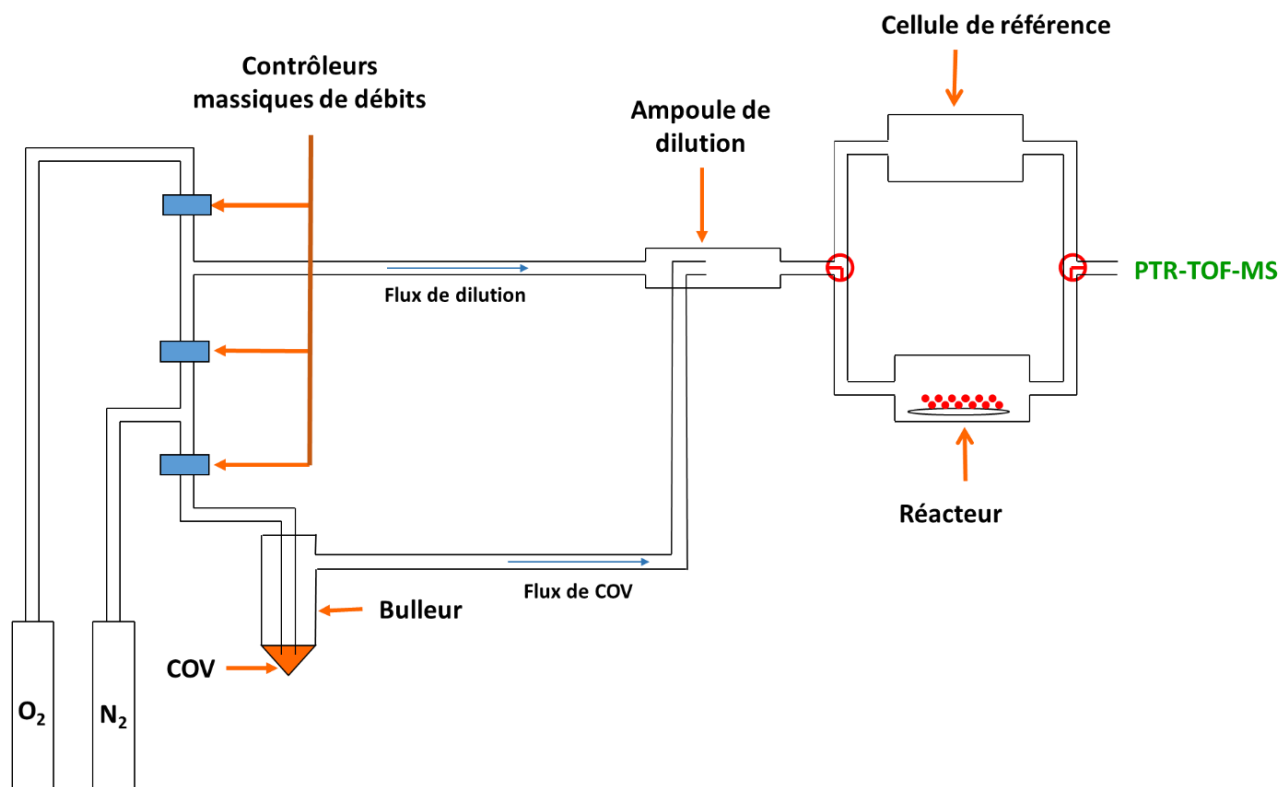 Cellule de référence
Contrôleurs
massiques de débits
Ampoule de
dilution
PTR-TOF-MS
Flux de dilution
Réacteur
Flux de COV
Bulleur
COV
O₂
N₂